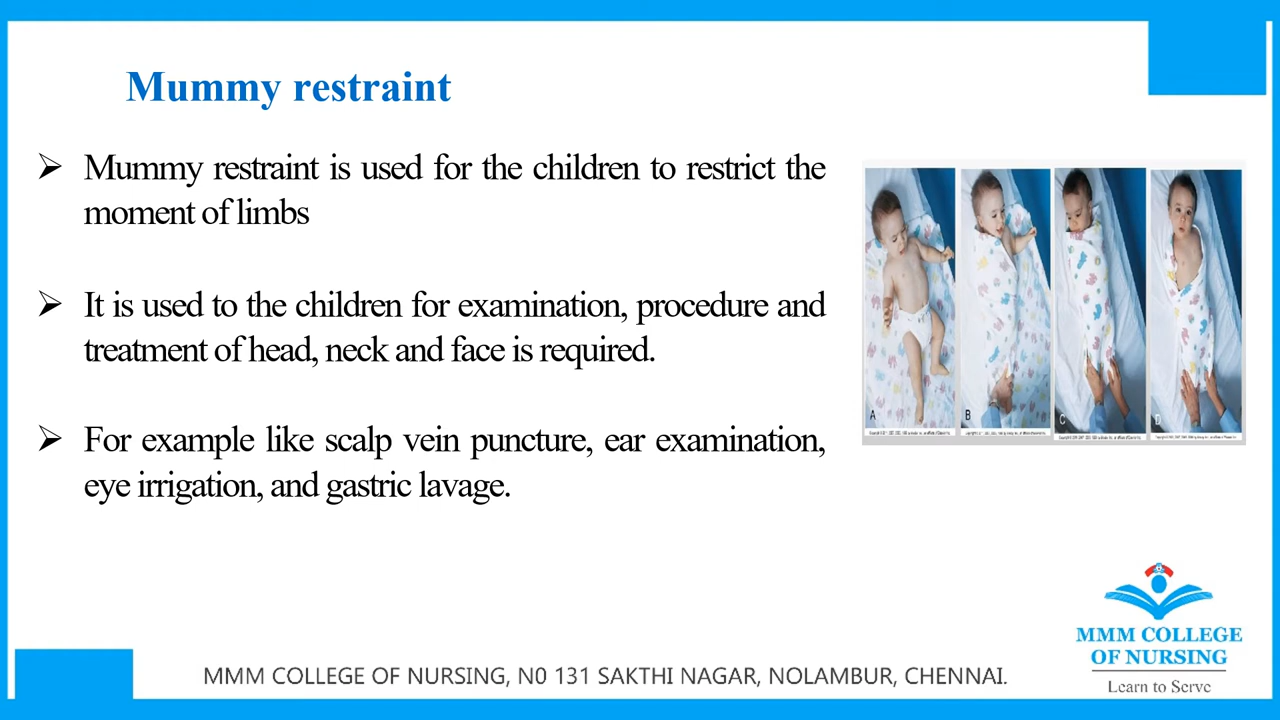 Mummy restraint
➢ Mummy restraint is used for the children to restrict the
moment of limbs
➢ It is used to the children for examination, procedure and
treatment of head, neck and face is required.
➢ For example like scalp vein puncture, ear examination,
eye irrigation, and gastric lavage.
A
B
C
D
MMM COLLEGE
OF NURSING
Learn to Serve
MMM COLLEGE OF NURSING, N0 131 SAKTHI NAGAR, NOLAMBUR, CHENNAI.